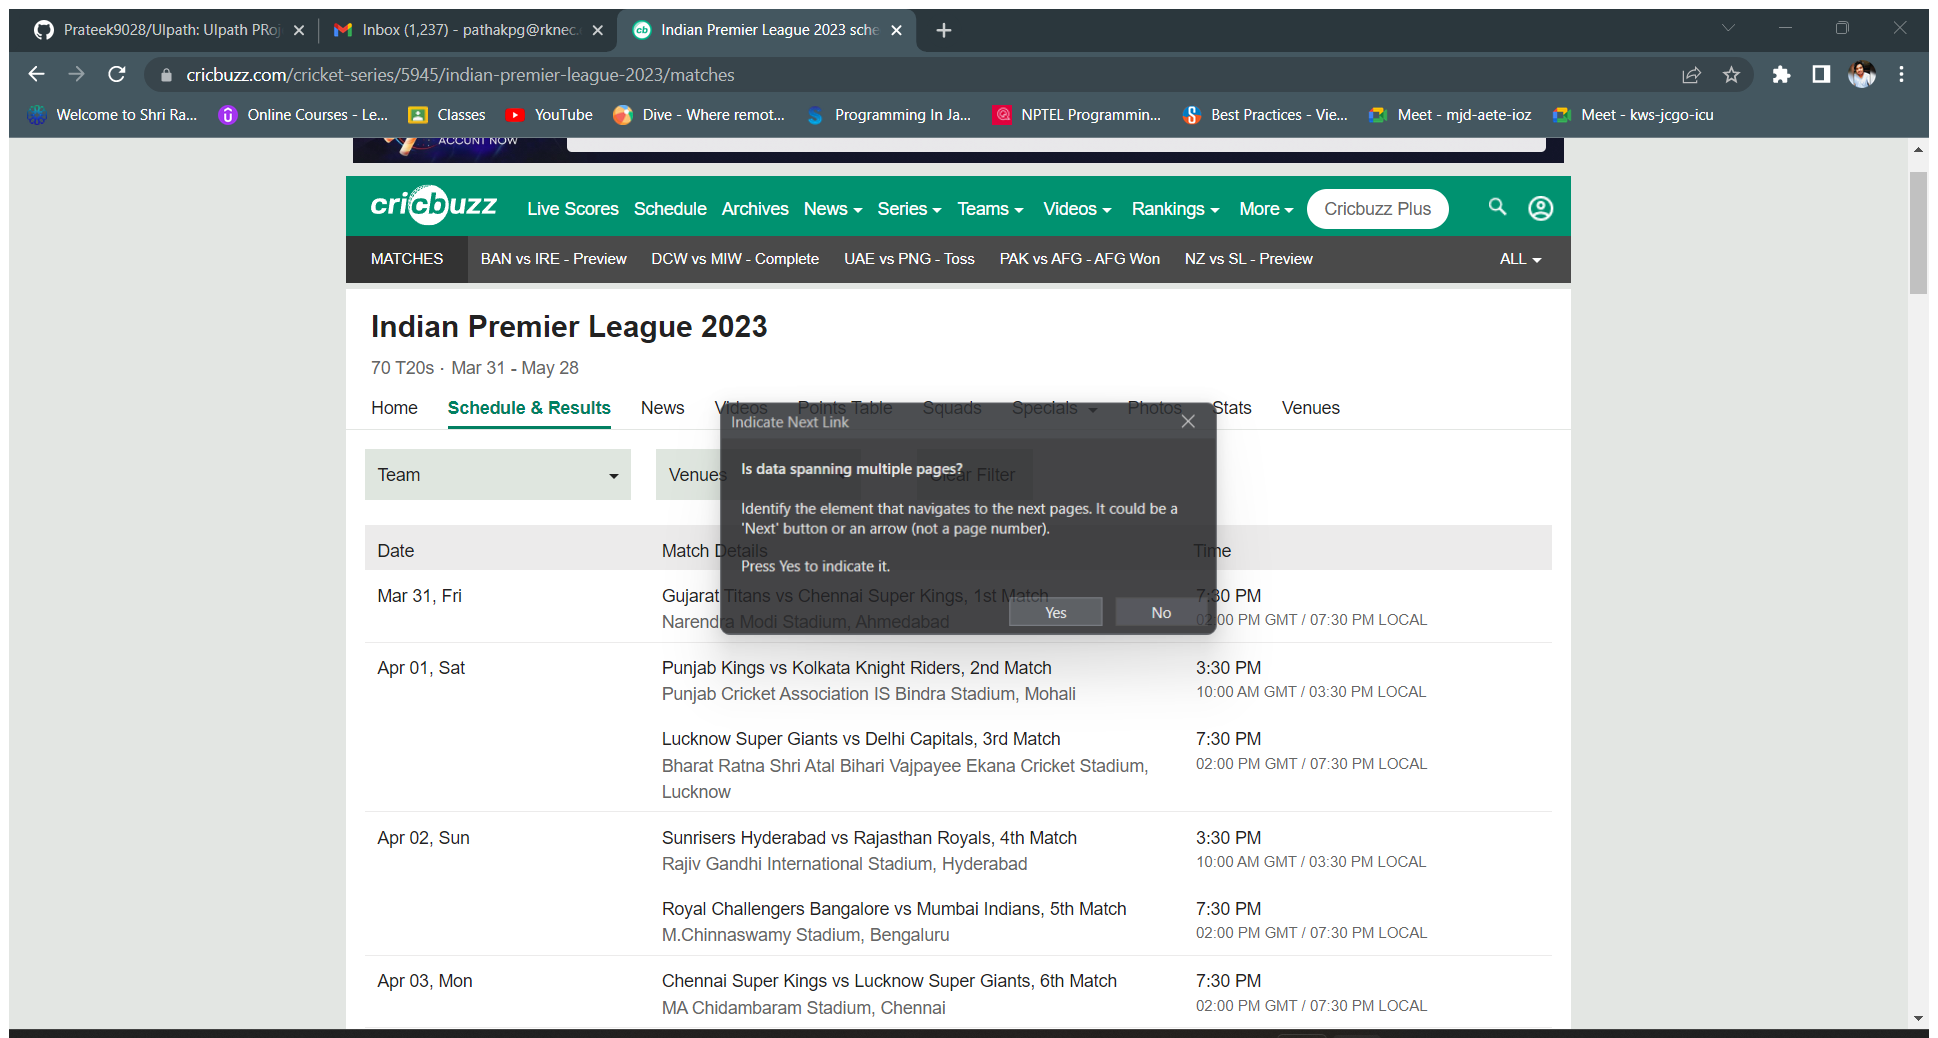 Prateek9028/UIpath: UIpath PRoj
Inbox (1,237) - pathakpg@rknec.
Indian Premier League 2023 sche
cricbuzz.com/cricket-series/5945/indian-premier-league-2023/matches
Welcome to Shri Ra...
Online Courses - Le...
Classes
YouTube
Dive - Where remot...
Programming In Ja...
NPTEL Programmin...
Best Practices - Vie...
Meet - mjd-aete-ioz
Meet - kws-jcgo-icu
ACCUNT NOW
cricbuzz
Live Scores
Schedule
Archives
News
Series
Teams
Videos
Rankings
More
Cricbuzz Plus
MATCHES
BAN vs IRE - Preview
DCW vs MIW - Complete
UAE vs PNG - Toss
PAK vs AFG - AFG Won
NZ vs SL - Preview
ALL
Indian Premier League 2023
70 T20s · Mar 31 - May 28
Home
Schedule & Results
News
Videos
Points Table
Squads
Specials
Photos
Stats
Venues
Indicate Next Link
Is data spanning multiple pages?
Identify the element that navigates to the next pages. It could be a
'Next' button or an arrow (not a page number).
Press Yes to indicate it.
Yes
No
Team
Venues
Clear Filter
Date
Match Details
Time
Mar 31, Fri
Gujarat Titans vs Chennai Super Kings, 1st Match
7:30 PM
Narendra Modi Stadium, Ahmedabad
02:00 PM GMT / 07:30 PM LOCAL
Apr 01, Sat
Punjab Kings vs Kolkata Knight Riders, 2nd Match
3:30 PM
Punjab Cricket Association IS Bindra Stadium, Mohali
10:00 AM GMT / 03:30 PM LOCAL
Lucknow Super Giants vs Delhi Capitals, 3rd Match
7:30 PM
Bharat Ratna Shri Atal Bihari Vajpayee Ekana Cricket Stadium,
Lucknow
02:00 PM GMT / 07:30 PM LOCAL
Apr 02, Sun
Sunrisers Hyderabad vs Rajasthan Royals, 4th Match
3:30 PM
Rajiv Gandhi International Stadium, Hyderabad
10:00 AM GMT / 03:30 PM LOCAL
Royal Challengers Bangalore vs Mumbai Indians, 5th Match
7:30 PM
M.Chinnaswamy Stadium, Bengaluru
02:00 PM GMT / 07:30 PM LOCAL
Apr 03, Mon
Chennai Super Kings vs Lucknow Super Giants, 6th Match
7:30 PM
MA Chidambaram Stadium, Chennai
02:00 PM GMT / 07:30 PM LOCAL